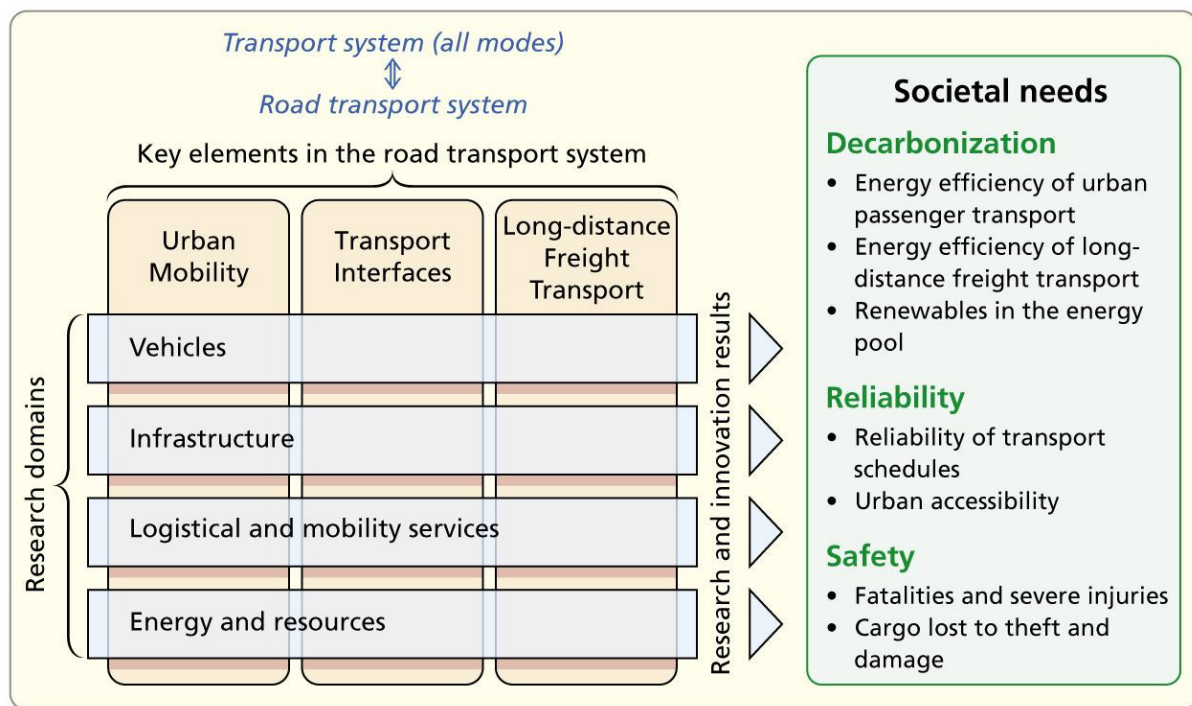 Transport system (all modes)
Road transport system
Key elements in the road transport system
Urban
Mobility
Transport
Interfaces
Long-distance
Freight
Transport
Research domains
Vehicles
Infrastructure
Logistical and mobility services
Energy and resources
Research and innovation results
Societal needs
Decarbonization
• Energy efficiency of urban
passenger transport
• Energy efficiency of long-
distance freight transport
• Renewables in the energy
pool
Reliability
• Reliability of transport
schedules
• Urban accessibility
Safety
• Fatalities and severe injuries
• Cargo lost to theft and
damage